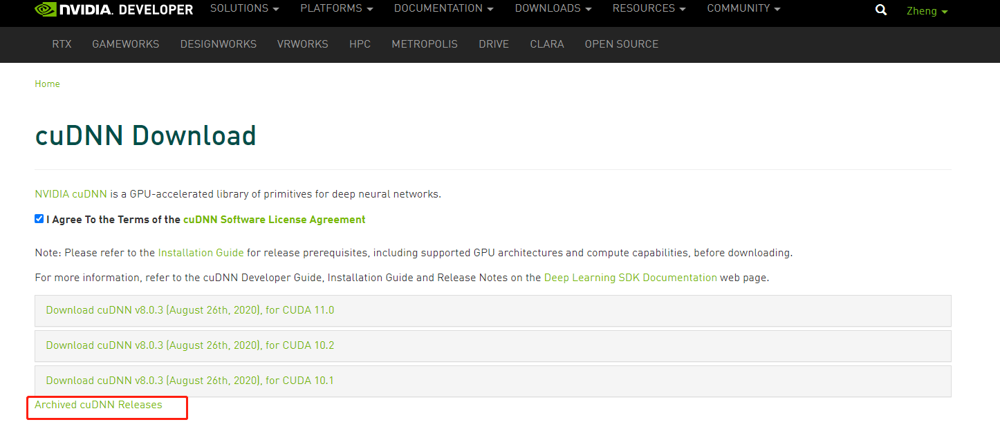 NVIDIA. DEVELOPER SOLUTIONS PLATFORMS DOCUMENTATION DOWNLOADS RESOURCES COMMUNITY Zheng
RTX GAMEWORKS DESIGNWORKS VRWORKS HPC METROPOLIS DRIVE CLARA OPEN SOURCE
Home
cuDNN Download
NVIDIA cuDNN is a GPU-accelerated library of primitives for deep neural networks.
I Agree To the Terms of the cuDNN Software License Agreement
Note: Please refer to the Installation Guide for release prerequisites, including supported GPU architectures and compute capabilities, before downloading.
For more information, refer to the cuDNN Developer Guide, Installation Guide and Release Notes on the Deep Learning SDK Documentation web page.
Download cuDNN v8.0.3 (August 26th, 2020), for CUDA 11.0
Download cuDNN v8.0.3 (August 26th, 2020), for CUDA 10.2
Download cuDNN v8.0.3 (August 26th, 2020), for CUDA 10.1
Archived cuDNN Releases